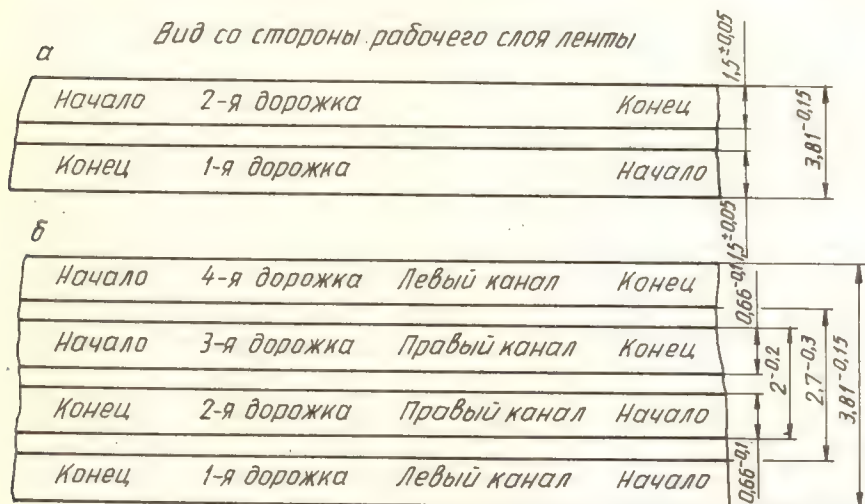 Вид со стороны рабочего слоя ленты
а
Начало 2-я дорожка Конец
Конец 1-я дорожка Начало
1,5±0,05
3,81-0,15
1,5±0,05
б
Начало 4-я дорожка Левый канал Конец
Начало 3-я дорожка Правый канал Конец
Конец 2-я дорожка Правый канал Начало
Конец 1-я дорожка Левый канал Начало
0,66-0,1
0,66-0,1
2-0,2
2,7-0,3
3,81-0,15